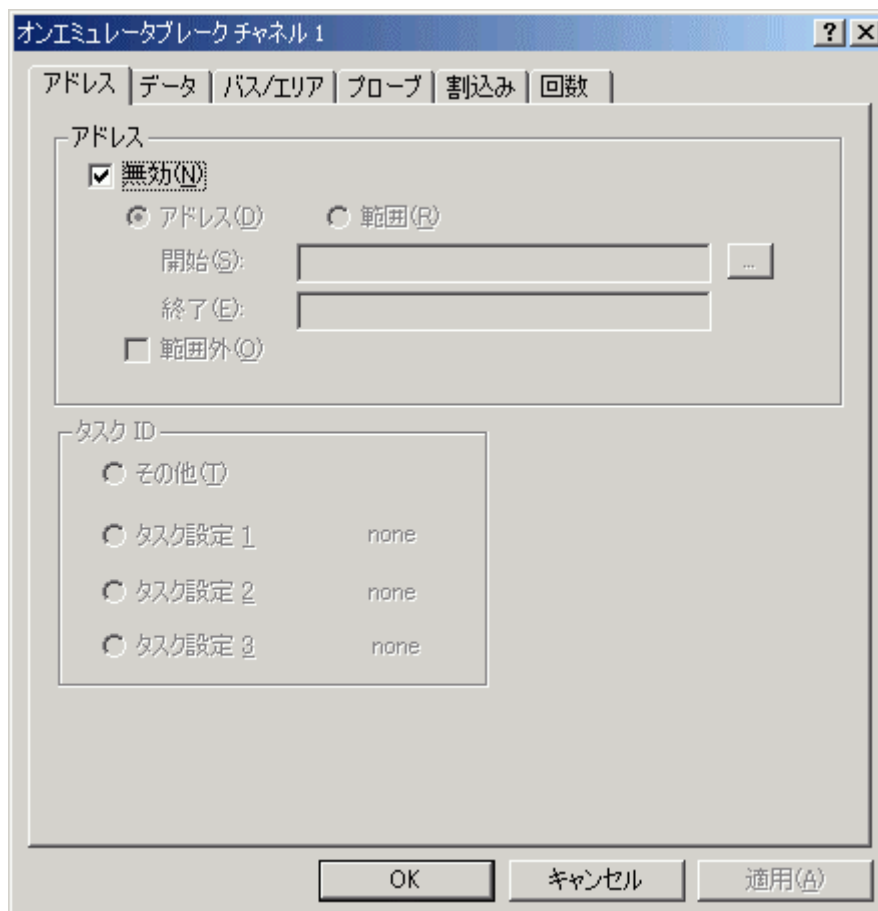 オンエミュレータブレーク チャネル 1
アドレス データ バス/エリア プローブ 割込み 回数
アドレス
無効(N)
アドレス(D) 範囲(R)
開始(S): ...
終了(E):
範囲外(O)
タスク ID
その他(T)
タスク設定 1 none
タスク設定 2 none
タスク設定 3 none
OK キャンセル 適用(A)